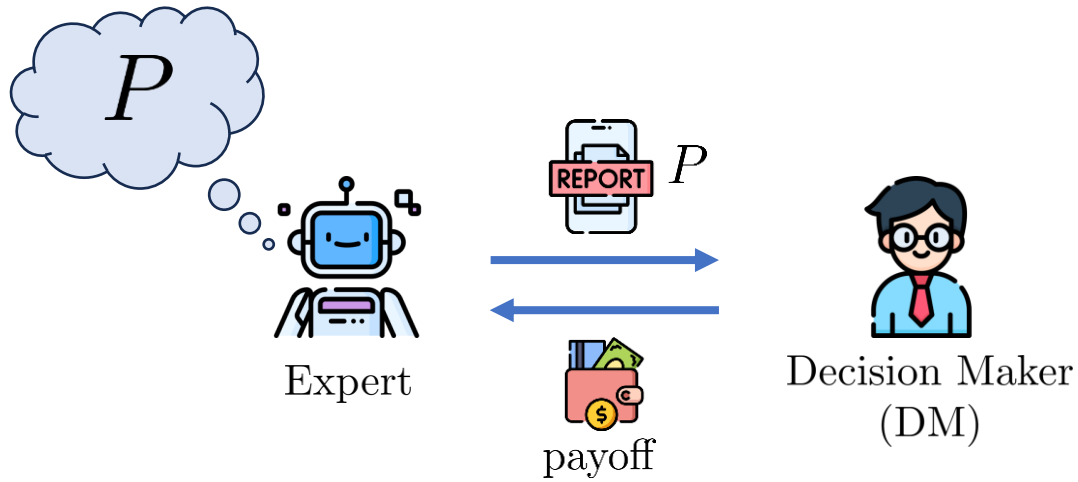 P
REPORT P
Expert
$
payoff
Decision Maker
(DM)